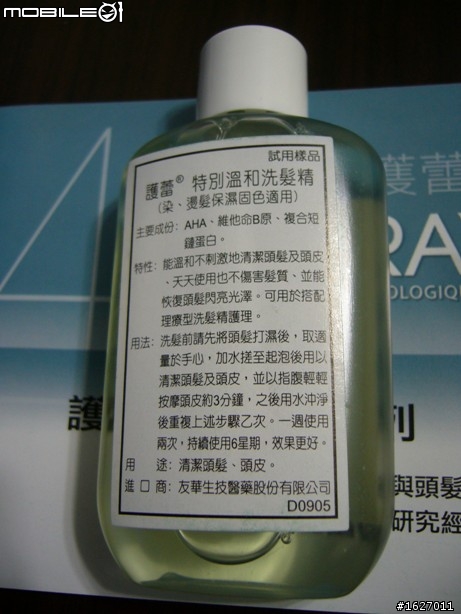 MOBILE01
試用樣品
護蕾® 特別溫和洗髮精
(染、燙髮保濕固色適用)
主要成份: AHA、維他命B原、複合短
鏈蛋白。
特性: 能溫和不刺激地清潔頭髮及頭皮
、天天使用也不傷害髮質、並能
恢復頭髮閃亮光澤。可用於搭配
理療型洗髮精護理。
用法: 洗髮前請先將頭髮打濕後,取適
量於手心,加水搓至起泡後用以
清潔頭髮及頭皮,並以指腹輕輕
按摩頭皮約3分鐘,之後用水沖淨
後重複上述步驟乙次。一週使用
兩次,持續使用6星期,效果更好。
用 途: 清潔頭髮、頭皮。
進 口 商: 友華生技醫藥股份有限公司
D0905
護蕾
RA
OLOGIQU
護
列
與頭髮
研究經
#1627011